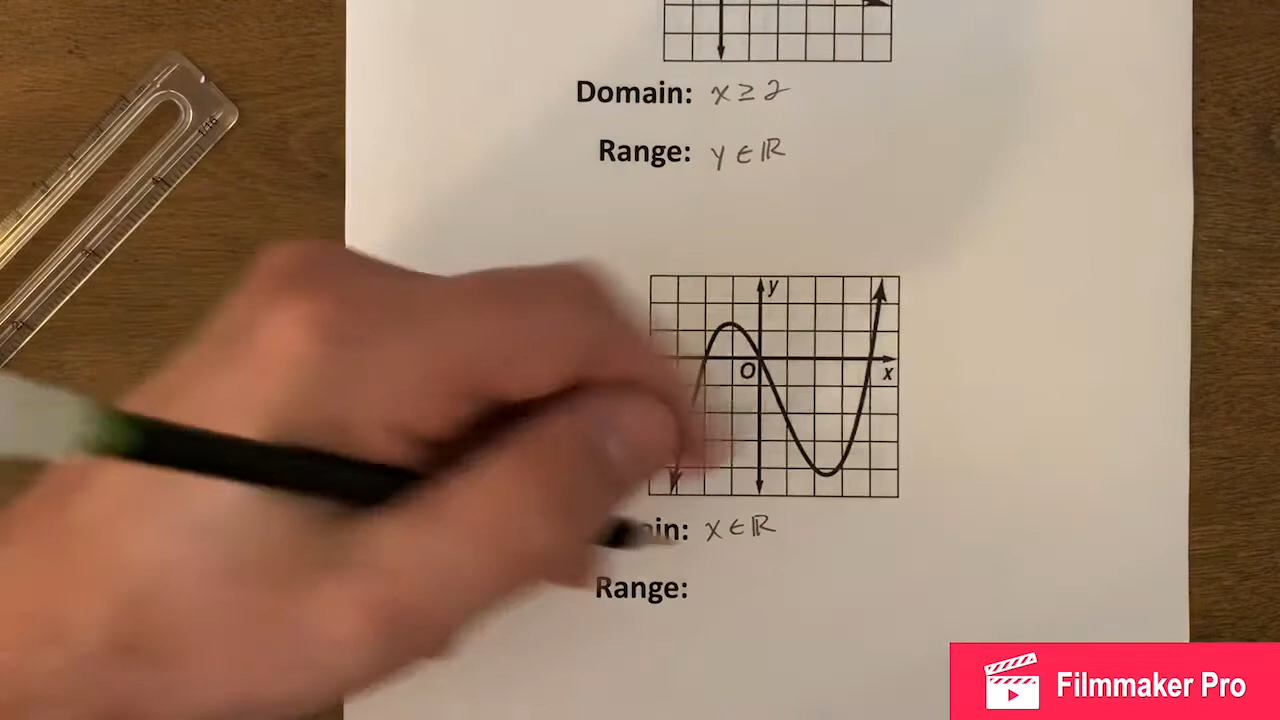 Domain: x ≥ 2
Range: y ∈ ℝ
y
O
x
x ∈ ℝ
Range:
Filmmaker Pro